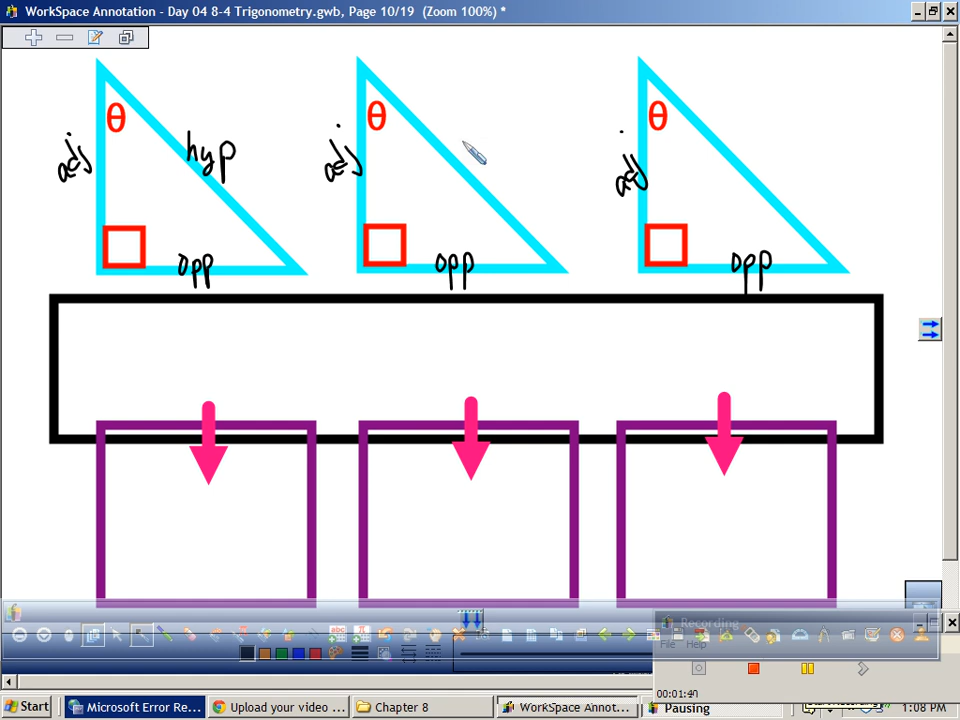 WorkSpace Annotation - Day 04 8-4 Trigonometry.gwb, Page 10/19 (Zoom 100%) *
θ θ θ
adj hyp adj adj
opp opp opp
Recording
File Help
00:01:40
Start Microsoft Error Re... Upload your video ... Chapter 8 WorkSpace Annot... Pausing 1:08 PM